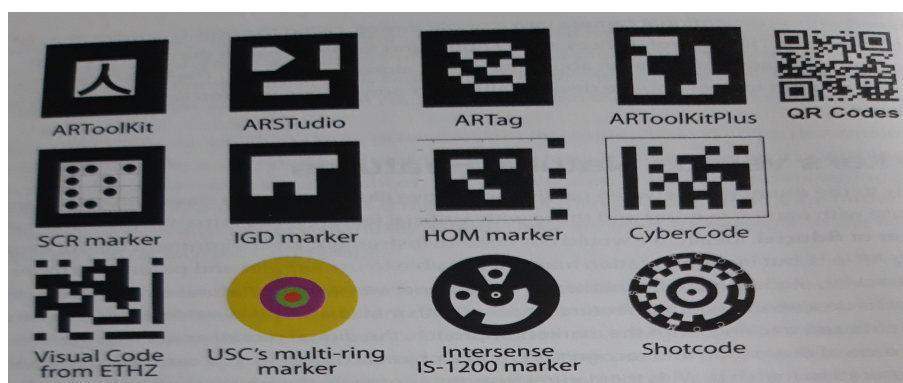 ARToolKit
ARSTudio
ARTag
ARToolKitPlus
QR Codes
SCR marker
IGD marker
HOM marker
CyberCode
Visual Code
from ETHZ
USC's multi-ring
marker
Intersense
IS-1200 marker
Shotcode